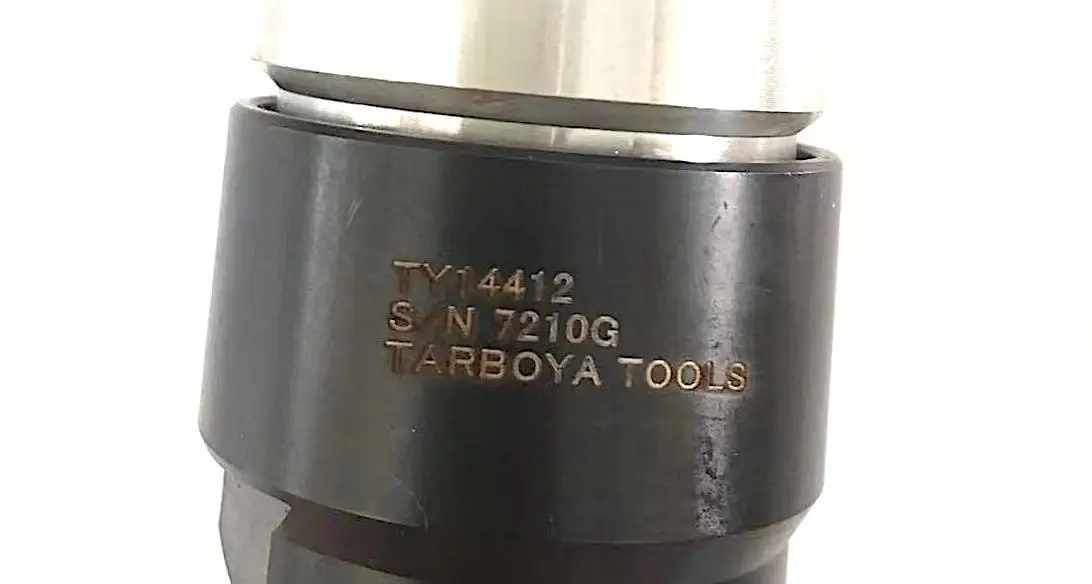 TY14412
S/N 7210G
TARBOYA TOOLS